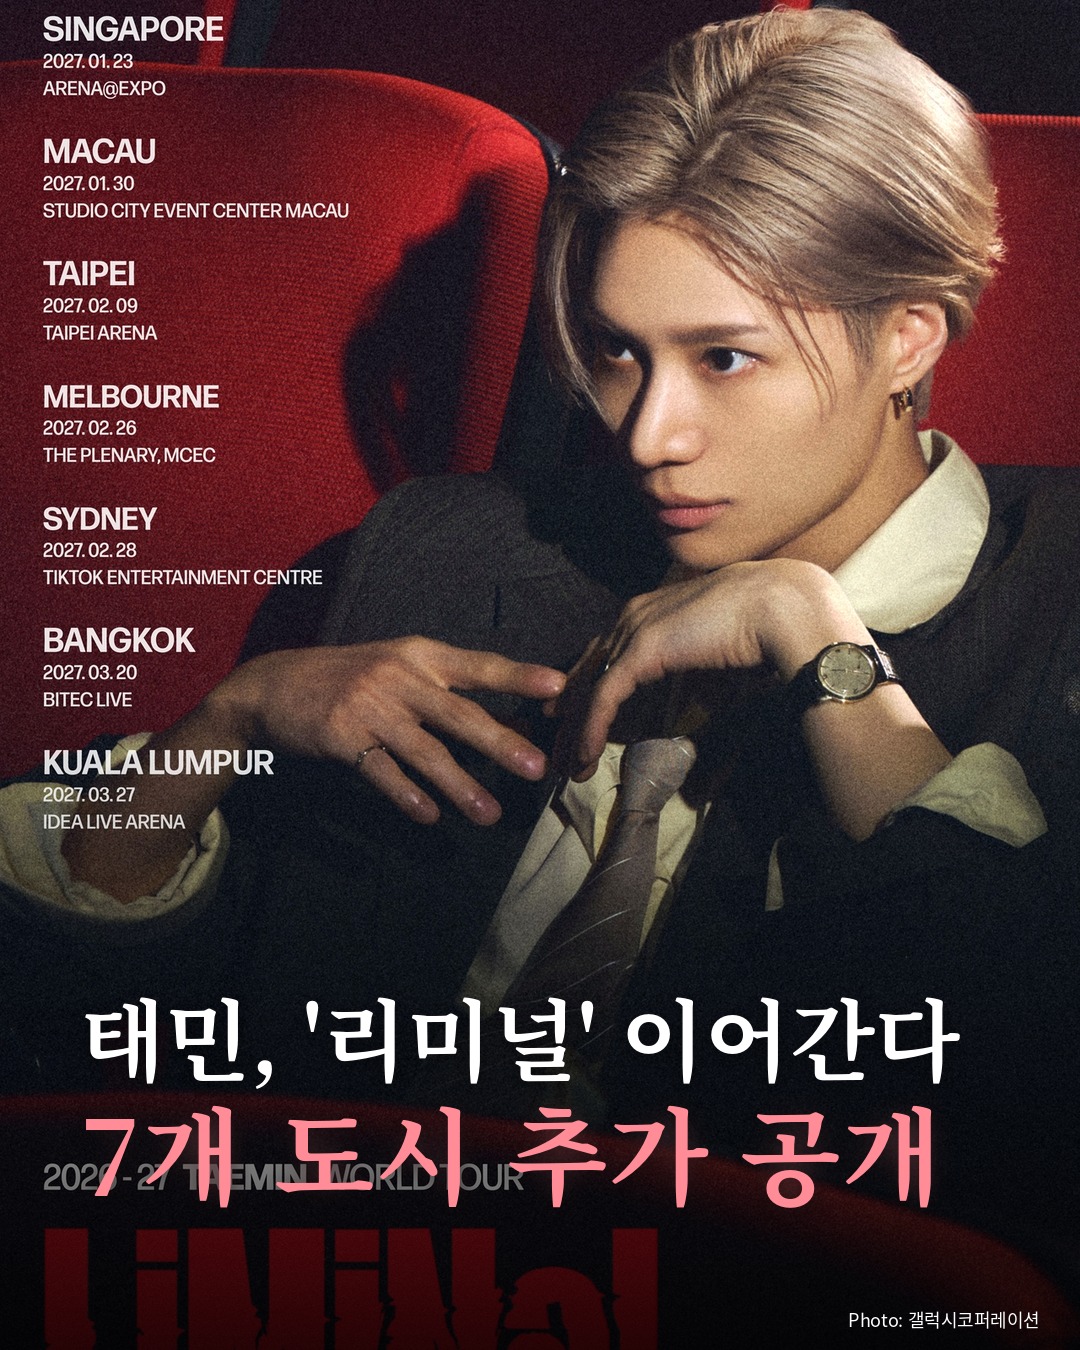 SINGAPORE
2027. 01. 23
ARENA@EXPO
MACAU
2027. 01. 30
STUDIO CITY EVENT CENTER MACAU
TAIPEI
2027. 02. 09
TAIPEI ARENA
MELBOURNE
2027. 02. 26
THE PLENARY, MCEC
SYDNEY
2027. 02. 28
TIKTOK ENTERTAINMENT CENTRE
BANGKOK
2027. 03. 20
BITEC LIVE
KUALA LUMPUR
2027. 03. 27
IDEA LIVE ARENA
태민, '리미널' 이어간다
7개 도시 추가 공개
2026 - 27 TAEMIN WORLD TOUR
LiMiNal
Photo: 갤럭시코퍼레이션